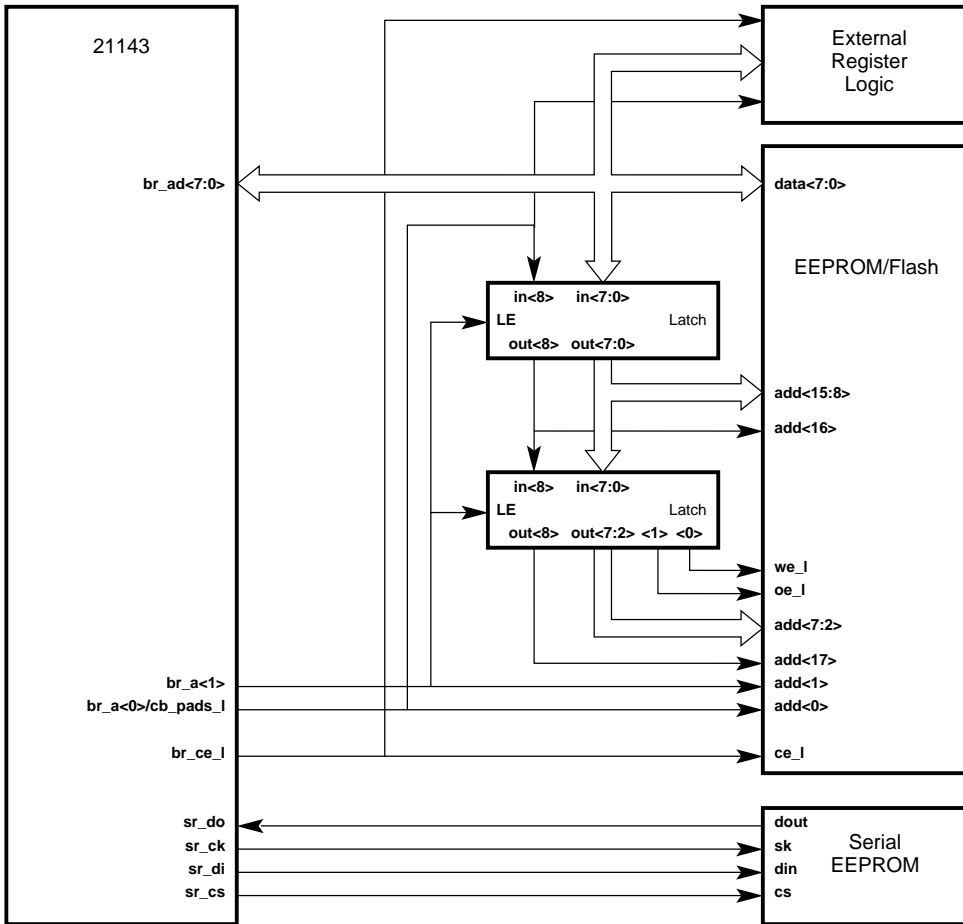 21143
External
Register
Logic
br_ad<7:0>
data<7:0>
EEPROM/Flash
in<8> in<7:0>
LE Latch
out<8> out<7:0>
add<15:8>
add<16>
in<8> in<7:0>
LE Latch
out<8> out<7:2> <1> <0>
we_l
oe_l
add<7:2>
add<17>
br_a<1>
add<1>
br_a<0>/cb_pads_l
add<0>
br_ce_l
ce_l
sr_do
dout
sr_ck
sk
sr_di
din
sr_cs
cs
Serial
EEPROM